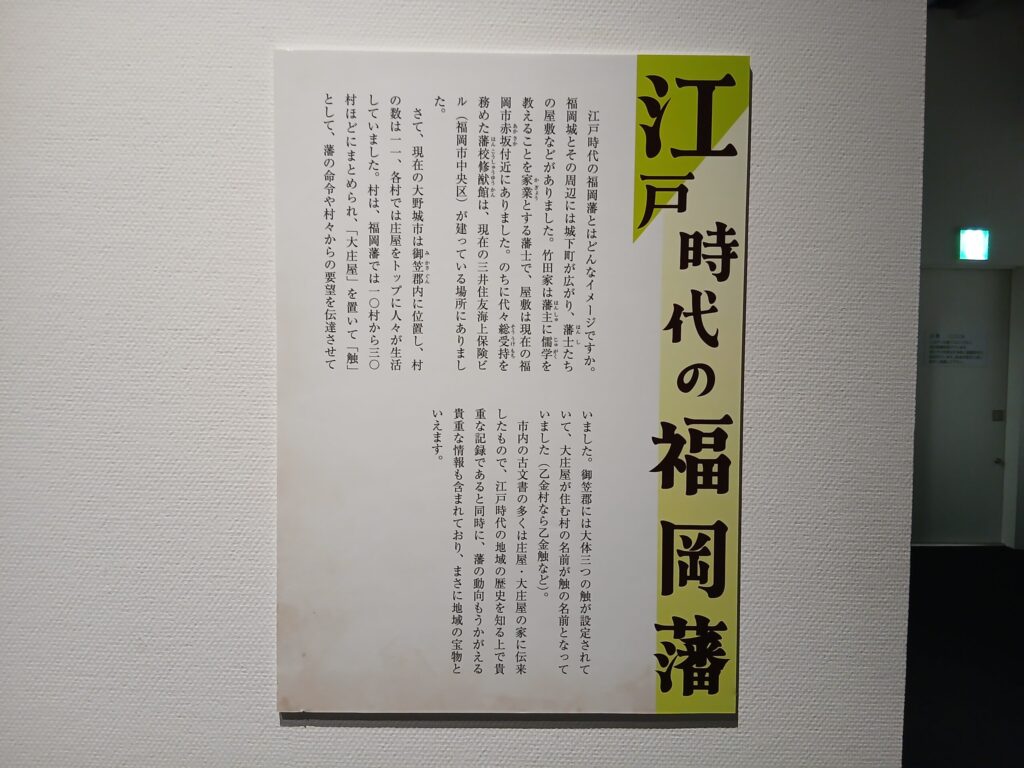 江戸時代の福岡藩
江戸時代の福岡藩とはどんなイメージですか。
福岡城とその周辺には城下町が広がり、藩士たち
の屋敷などがありました。竹田家は藩主に儒学を
教えることを家業とする藩士で、屋敷は現在の福
岡市赤坂付近にありました。のちに代々総受持を
務めた藩校修猷館は、現在の三井住友海上保険ビ
ル（福岡市中央区）が建っている場所にありまし
た。
さて、現在の大野城市は御笠郡内に位置し、村
の数は一一、各村では庄屋をトップに人々が生活
していました。村は、福岡藩では一〇村から三〇
村ほどにまとめられ、「大庄屋」を置いて「触」
として、藩の命令や村々からの要望を伝達させて
いました。御笠郡には大体三つの触が設定されて
いて、大庄屋が住む村の名前が触の名前となって
いました（乙金村なら乙金触など）。
市内の古文書の多くは庄屋・大庄屋の家に伝来
したもので、江戸時代の地域の歴史を知る上で貴
重な記録であると同時に、藩の動向もうかがえる
貴重な情報も含まれており、まさに地域の宝物と
いえます。